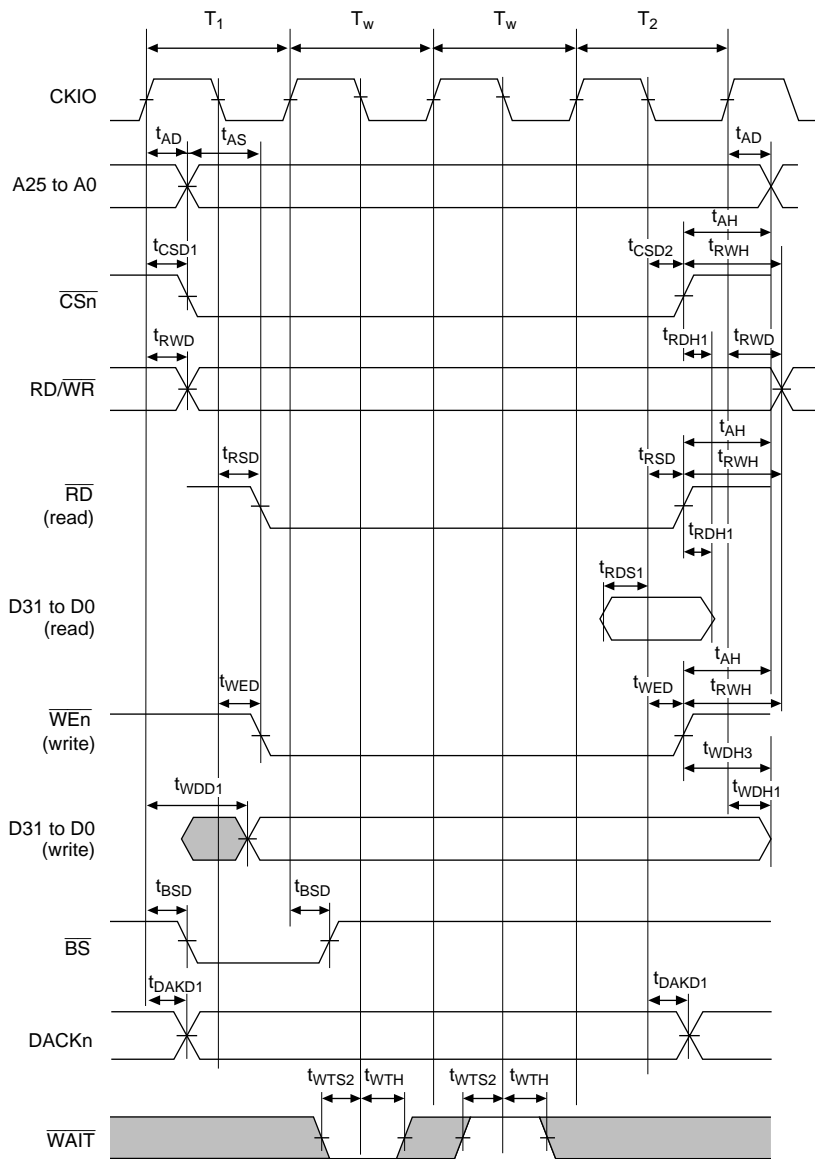 T1 Tw Tw T2
CKIO
tAD tAS tAD
A25 to A0
tAH
tCSD1 tCSD2 tRWH
CSn
tRWD tRDH1 tRWD
RD/WR
tAH
tRSD tRSD tRWH
RD
(read)
tRDH1
tRDS1
D31 to D0
(read)
tAH
tWED tWED tRWH
WEn
(write)
tWDH3
tWDD1 tWDH1
D31 to D0
(write)
tBSD tBSD
BS
tDAKD1 tDAKD1
DACKn
tWTS2 tWTH tWTS2 tWTH
WAIT